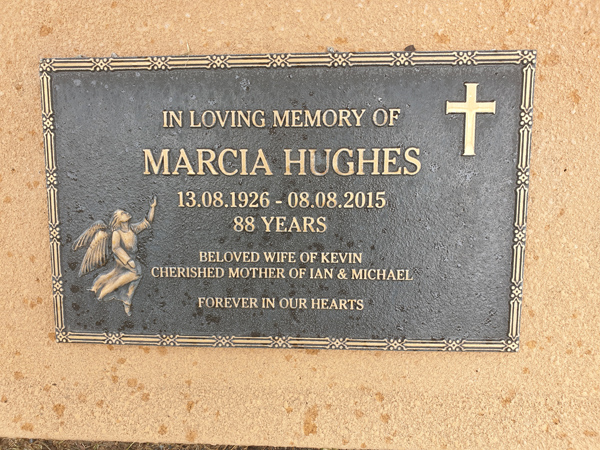 IN LOVING MEMORY OF
MARCIA HUGHES
13.08.1926 - 08.08.2015
88 YEARS
BELOVED WIFE OF KEVIN
CHERISHED MOTHER OF IAN & MICHAEL
FOREVER IN OUR HEARTS